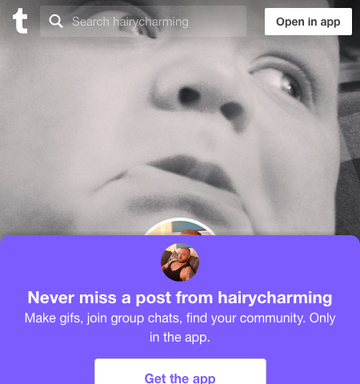 t
Search hairycharming
Open in app
Never miss a post from hairycharming
Make gifs, join group chats, find your community. Only
in the app.
Get the app